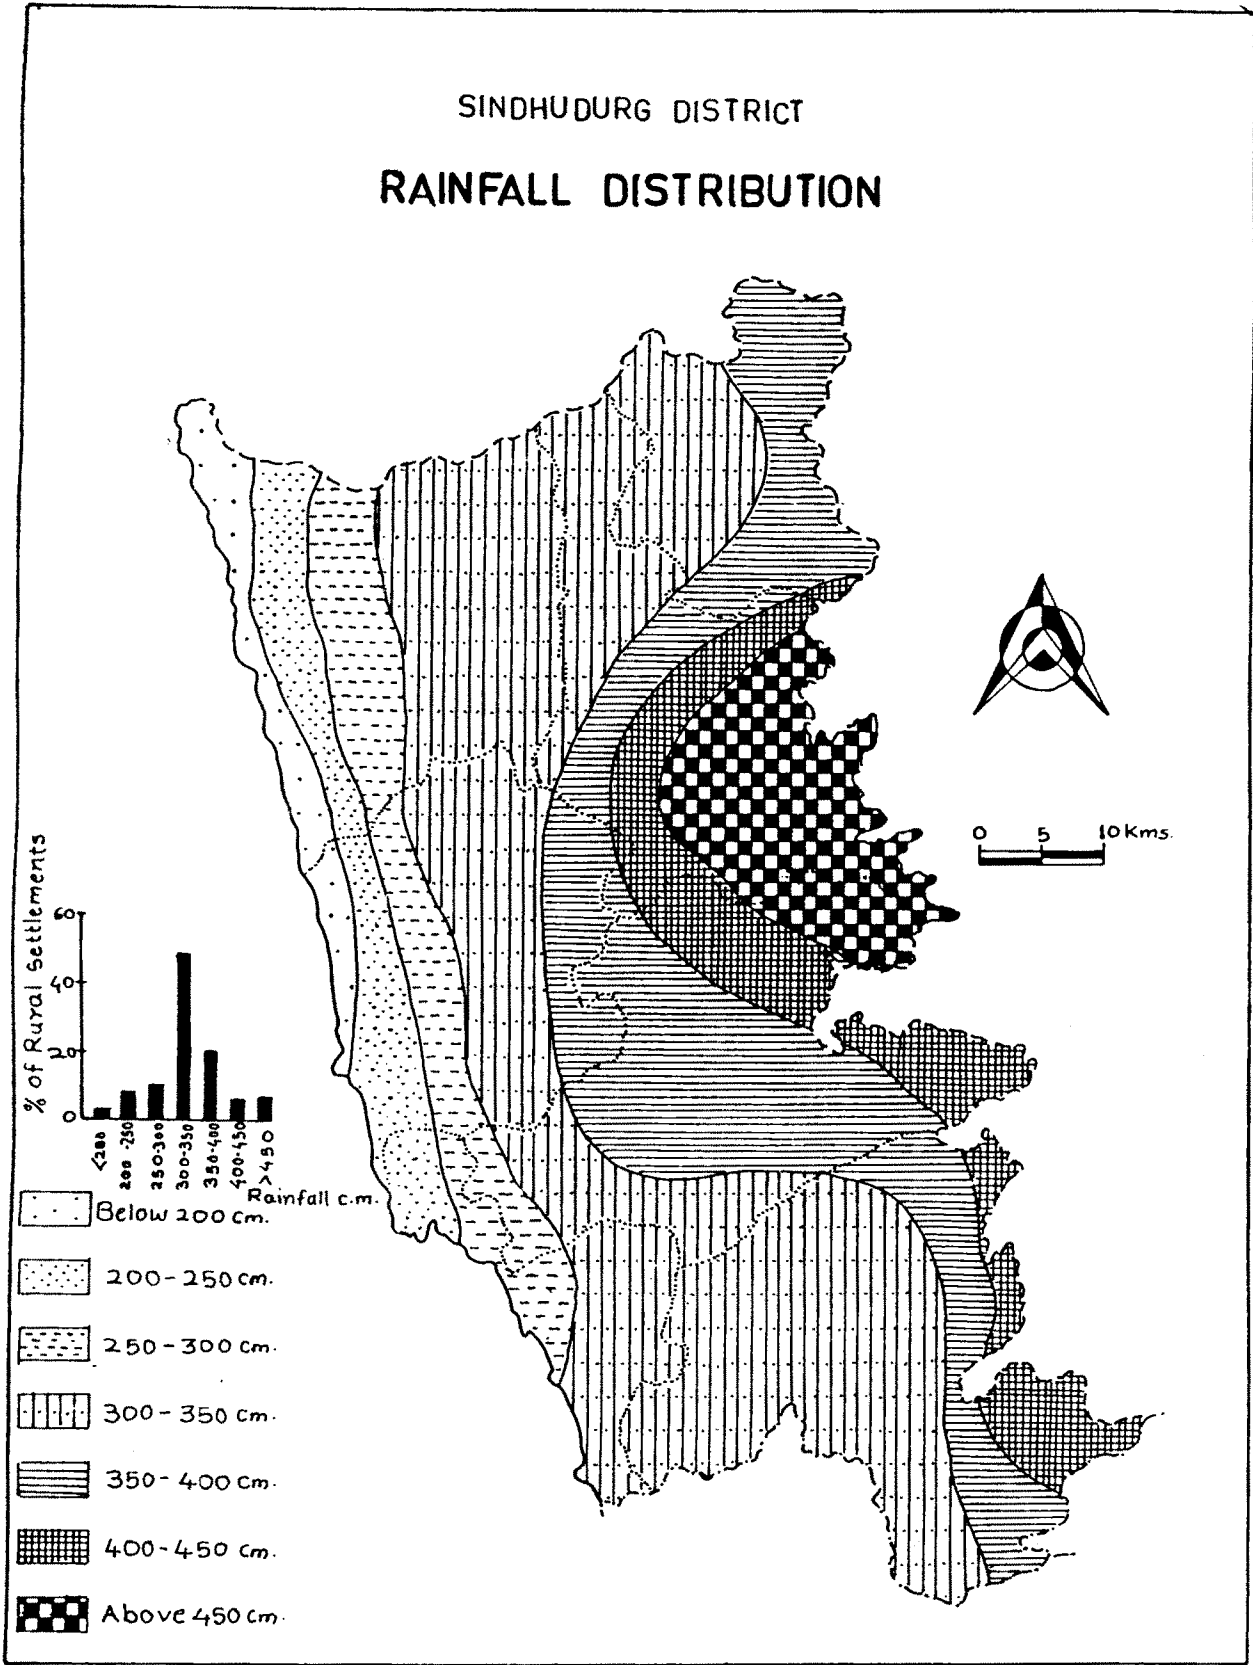 SINDHUDURG DISTRICT
RAINFALL DISTRIBUTION
0 5 10 Kms.
% of Rural Settlements
60
40
20
0
<200
200-250
250-300
300-350
350-400
400-450
>450
Rainfall c.m.
Below 200 cm.
200-250 cm.
250-300 cm.
300-350 cm.
350-400 cm.
400-450 cm.
Above 450 cm.